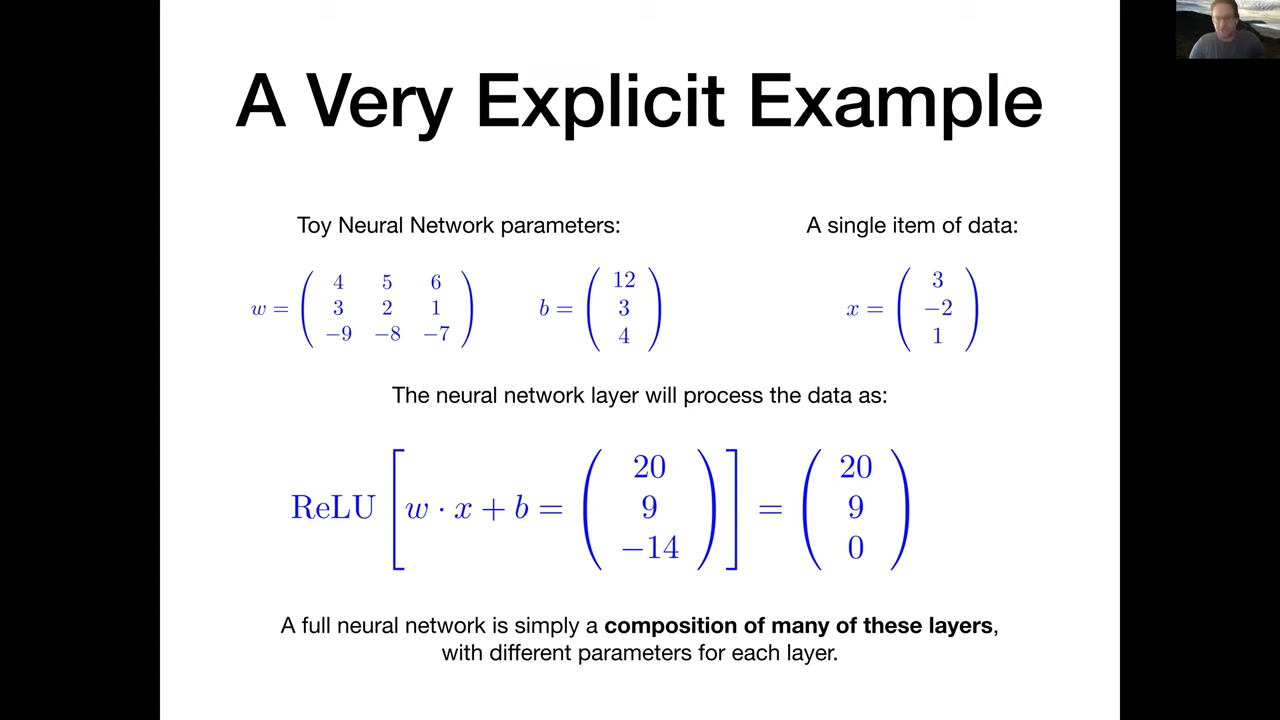 A Very Explicit Example
Toy Neural Network parameters:
A single item of data:
w = ( 4 5 6
3 2 1
−9 −8 −7 )
b = ( 12
3
4 )
x = ( 3
−2
1 )
The neural network layer will process the data as:
ReLU [ w · x + b = ( 20
9
−14 ) ] = ( 20
9
0 )
A full neural network is simply a composition of many of these layers,
with different parameters for each layer.